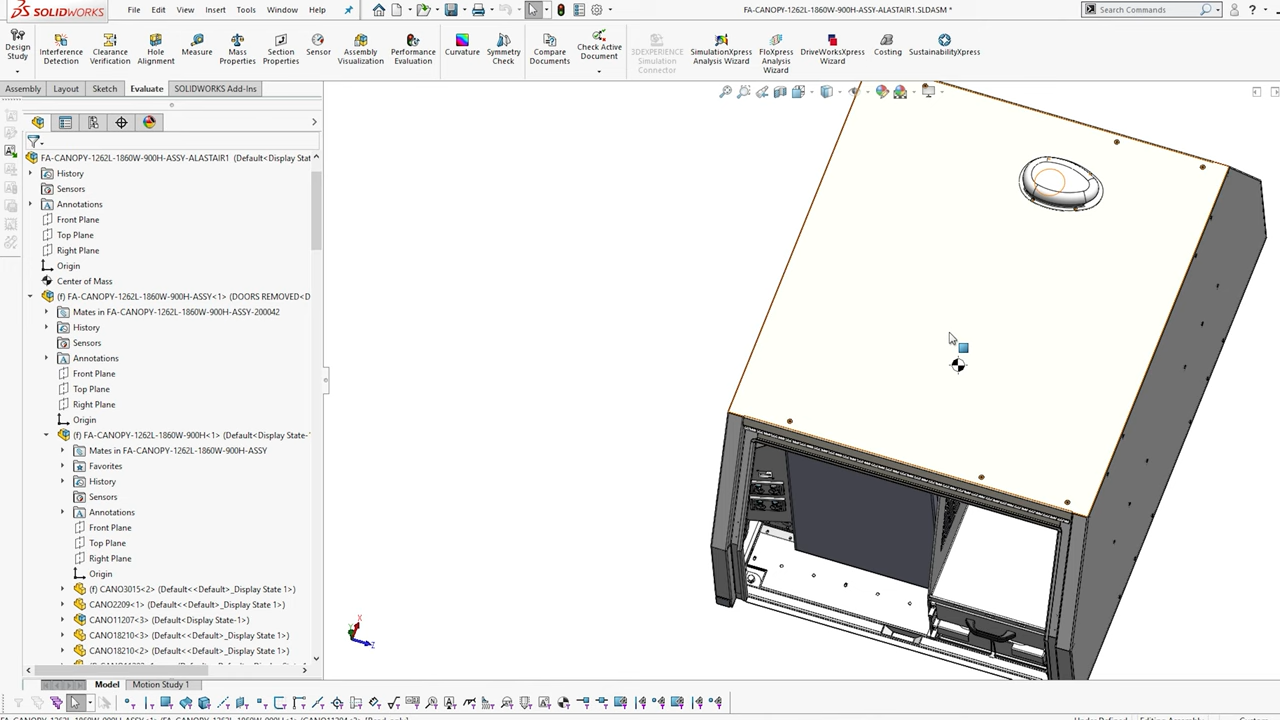 SOLIDWORKS File Edit View Insert Tools Window Help FA-CANOPY-1262L-1860W-900H-ASSY-ALASTAIR1.SLDASM * Search Commands
Design Study
Interference Detection
Clearance Verification
Hole Alignment
Measure
Mass Properties
Section Properties
Sensor
Assembly Visualization
Performance Evaluation
Curvature
Symmetry Check
Compare Documents
Check Active Document
3DEXPERIENCE Simulation Connector
SimulationXpress Analysis Wizard
FloXpress Analysis Wizard
DriveWorksXpress Wizard
Costing
SustainabilityXpress
Assembly Layout Sketch Evaluate SOLIDWORKS Add-Ins
FA-CANOPY-1262L-1860W-900H-ASSY-ALASTAIR1 (Default<Display Stat
History
Sensors
Annotations
Front Plane
Top Plane
Right Plane
Origin
Center of Mass
(f) FA-CANOPY-1262L-1860W-900H-ASSY<1> (DOORS REMOVED<D
Mates in FA-CANOPY-1262L-1860W-900H-ASSY-200042
History
Sensors
Annotations
Front Plane
Top Plane
Right Plane
Origin
(f) FA-CANOPY-1262L-1860W-900H<1> (Default<Display State-1
Mates in FA-CANOPY-1262L-1860W-900H-ASSY
Favorites
History
Sensors
Annotations
Front Plane
Top Plane
Right Plane
Origin
(f) CANO3015<2> (Default<<Default>_Display State 1>)
CANO2209<1> (Default<<Default>_Display State 1>)
CANO11207<3> (Default<Display State-1>)
CANO18210<3> (Default<<Default>_Display State 1>)
CANO18210<2> (Default<<Default>_Display State 1>)
Model Motion Study 1